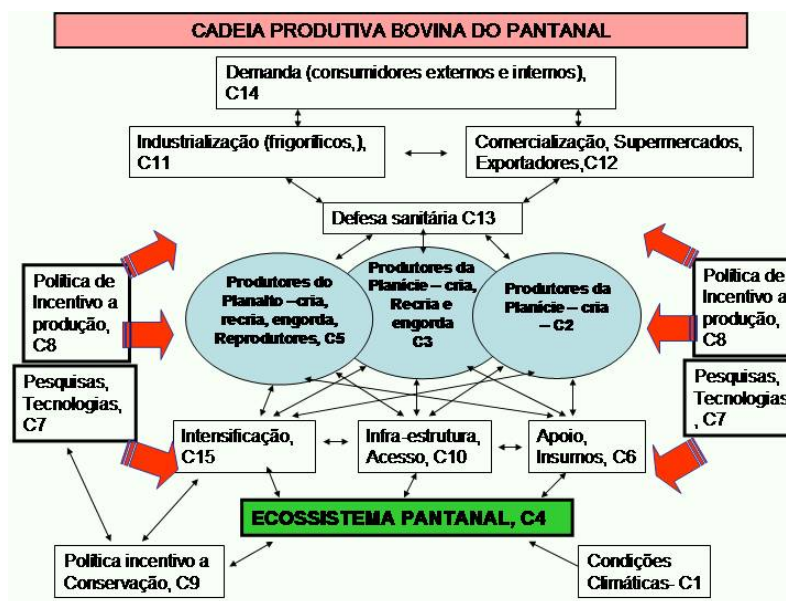 CADEIA PRODUTIVA BOVINA DO PANTANAL
Demanda (consumidores externos e internos),
C14
Industrialização (frigoríficos,),
C11
Comercialização, Supermercados,
Exportadores,C12
Defesa sanitária C13
Política de
Incentivo a
produção,
C8
Produtores do
Planalto –cria,
recria, engorda,
Reprodutores, C5
Produtores da
Planície – cria,
Recria e
engorda
C3
Produtores da
Planície – cria
– C2
Política de
Incentivo a
produção,
C8
Pesquisas,
Tecnologias,
C7
Pesquisas,
Tecnologias
, C7
Intensificação,
C15
Infra-estrutura,
Acesso, C10
Apoio,
Insumos, C6
ECOSSISTEMA PANTANAL, C4
Política incentivo a
Conservação, C9
Condições
Climáticas- C1